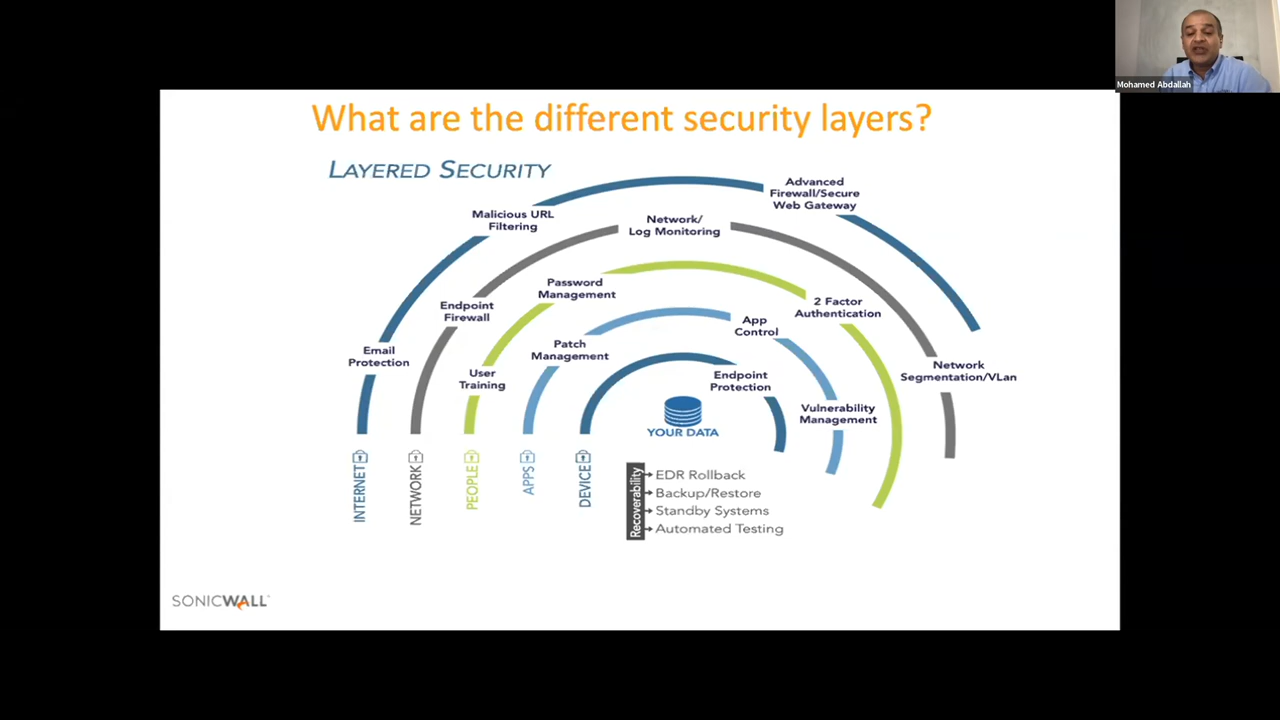 Mohamed Abdallah
What are the different security layers?
LAYERED SECURITY
Advanced
Firewall/Secure
Web Gateway
Malicious URL
Filtering
Network/
Log Monitoring
Password
Management
2 Factor
Authentication
Endpoint
Firewall
App
Control
Patch
Management
Email
Protection
User
Training
Endpoint
Protection
Network
Segmentation/VLan
Vulnerability
Management
YOUR DATA
INTERNET
NETWORK
PEOPLE
APPS
DEVICE
Recoverability
EDR Rollback
Backup/Restore
Standby Systems
Automated Testing
SONICWALL